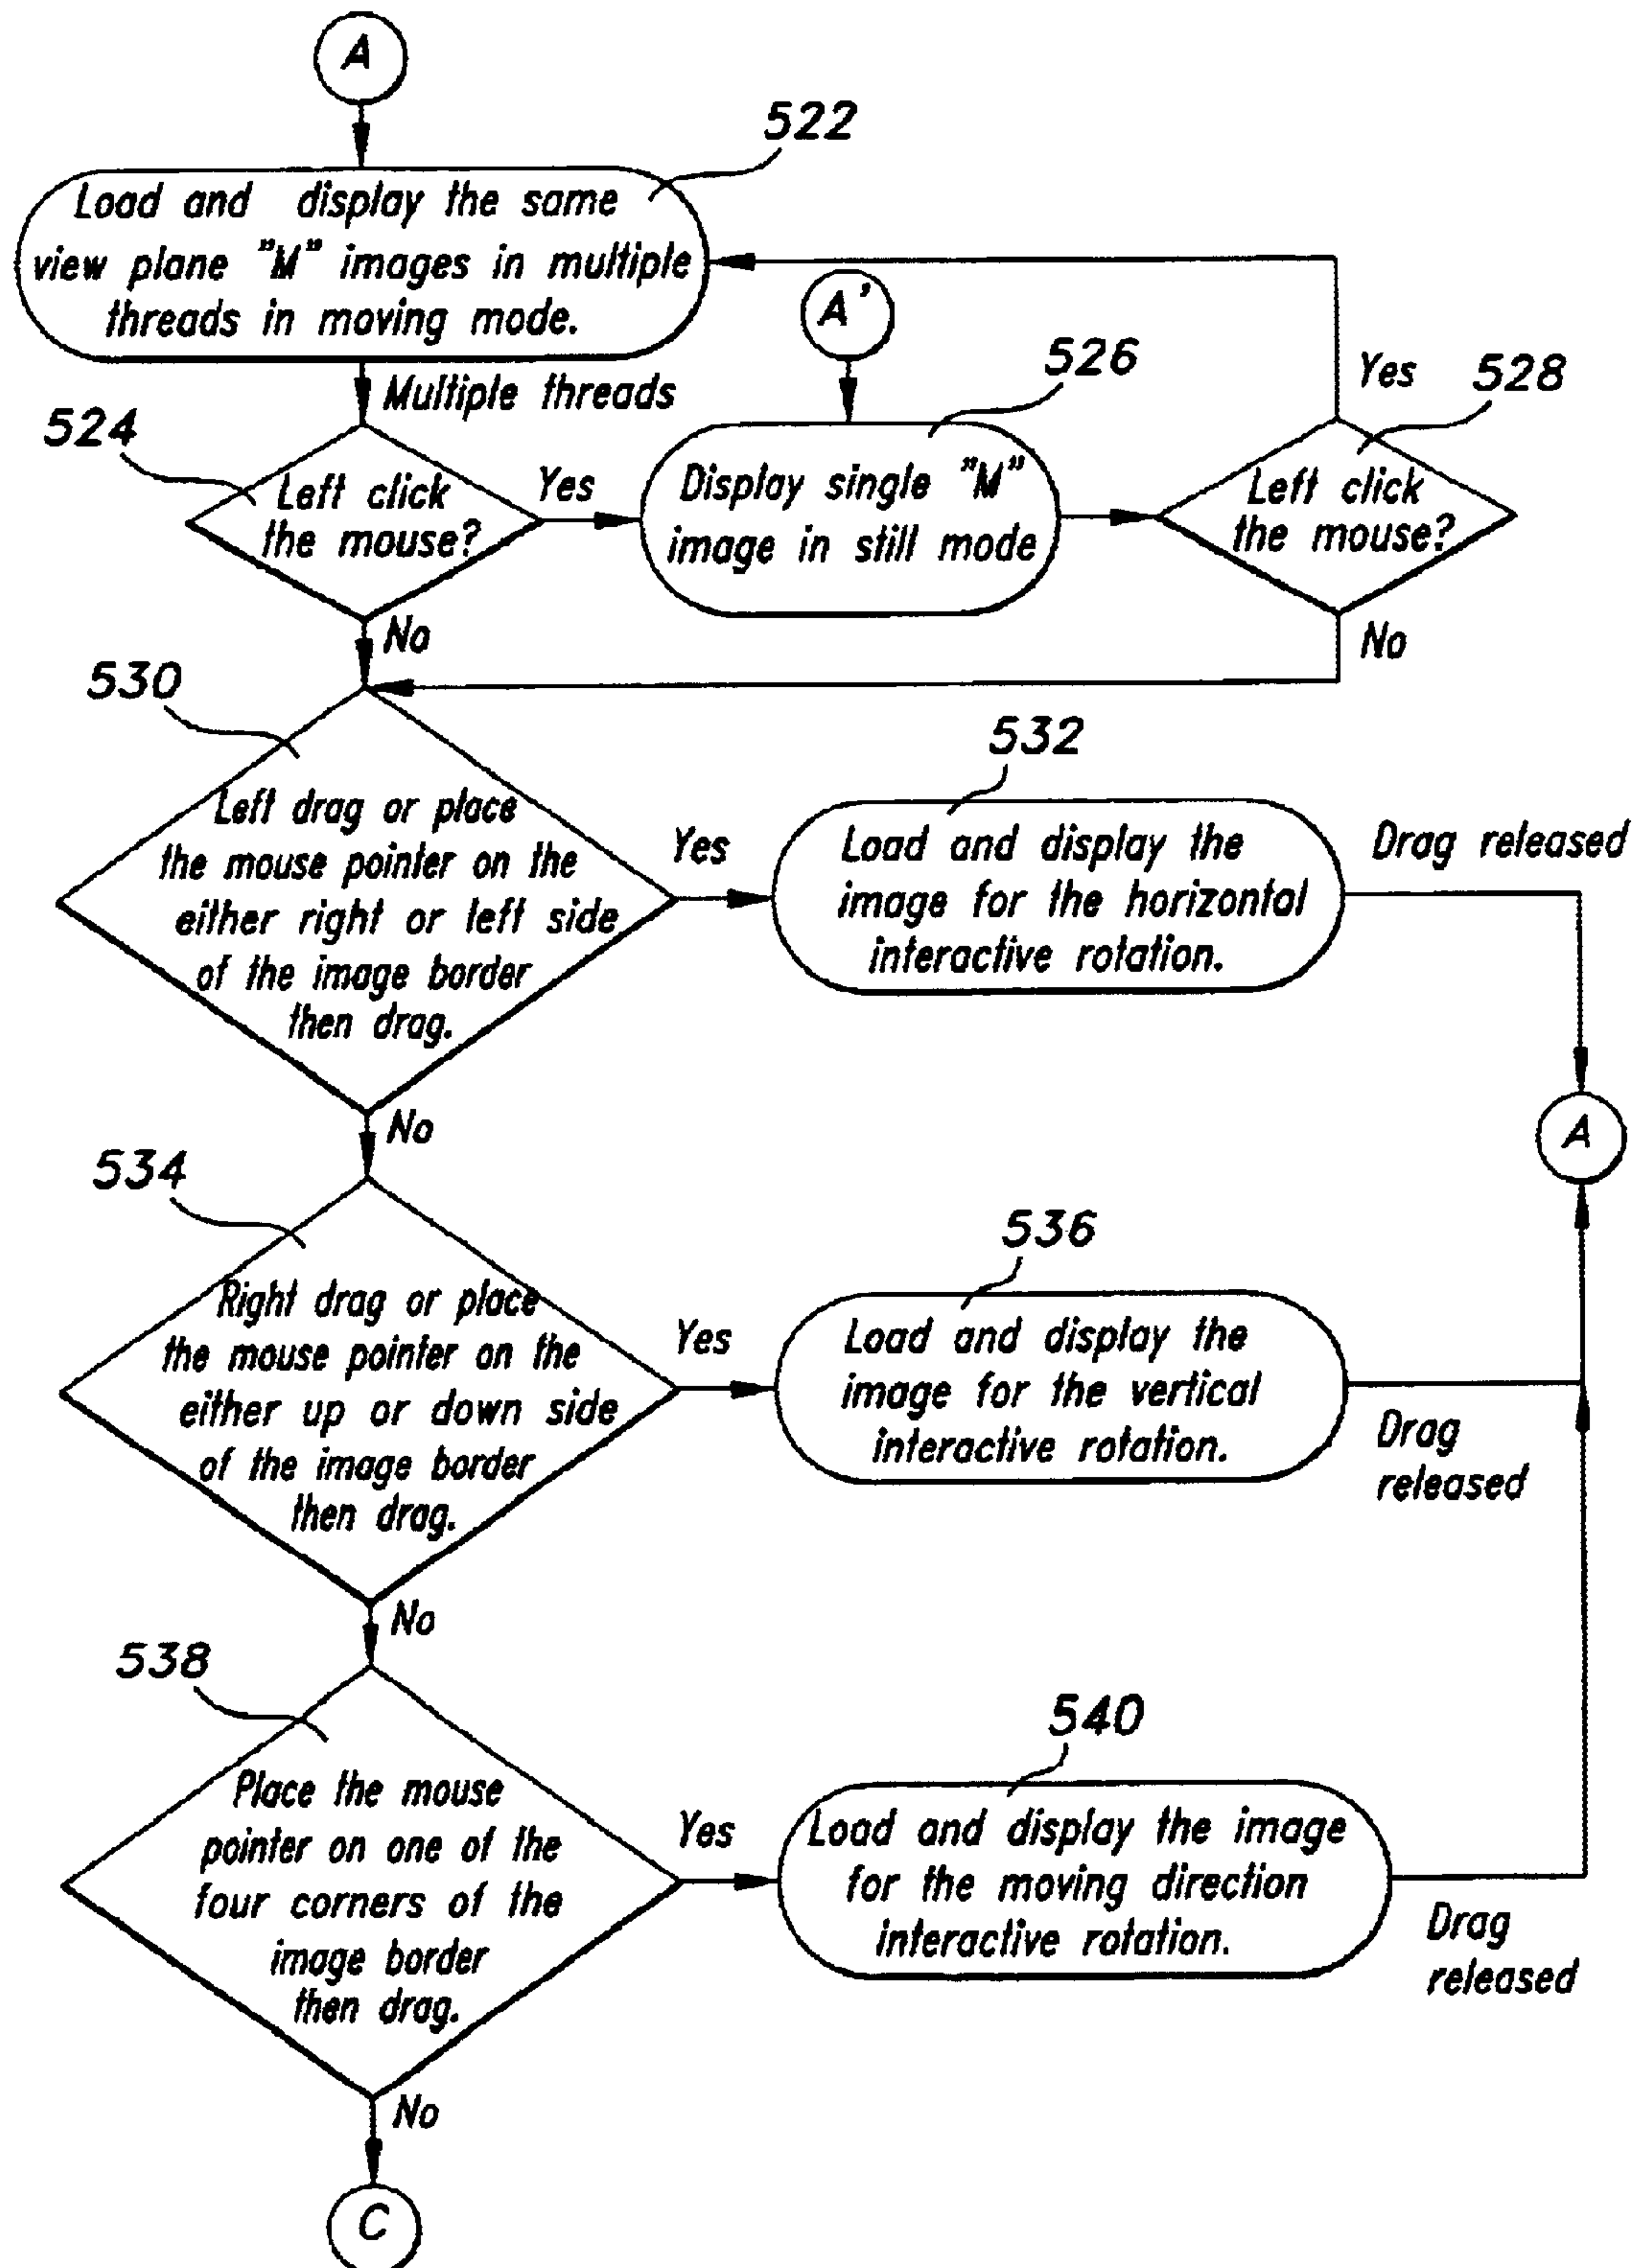 A
522
Load and display the same
view plane "M" images in multiple
threads in moving mode.
A'
526
Yes
528
Multiple threads
524
Left click
the mouse?
Yes
Display single "M"
image in still mode
Left click
the mouse?
No
No
530
532
Left drag or place
the mouse pointer on the
either right or left side
of the image border
then drag.
Yes
Load and display the
image for the horizontal
interactive rotation.
Drag released
A
No
534
536
Right drag or place
the mouse pointer on the
either up or down side
of the image border
then drag.
Yes
Load and display the
image for the vertical
interactive rotation.
Drag
released
No
538
540
Place the mouse
pointer on one of the
four corners of the
image border
then drag.
Yes
Load and display the image
for the moving direction
interactive rotation.
Drag
released
No
C